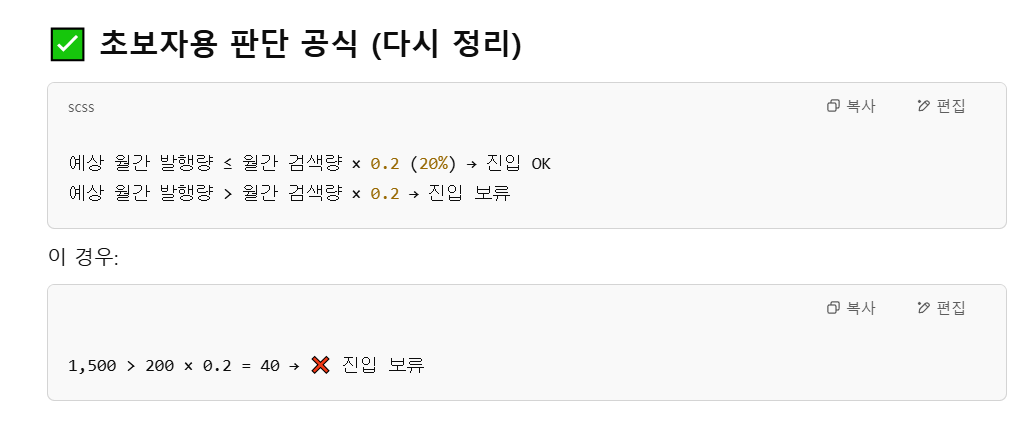 ✅ 초보자용 판단 공식 (다시 정리)
scss
복사
편집
예상 월간 발행량 ≤ 월간 검색량 × 0.2 (20%) → 진입 OK
예상 월간 발행량 > 월간 검색량 × 0.2 → 진입 보류
이 경우:
복사
편집
1,500 > 200 × 0.2 = 40 → ❌ 진입 보류